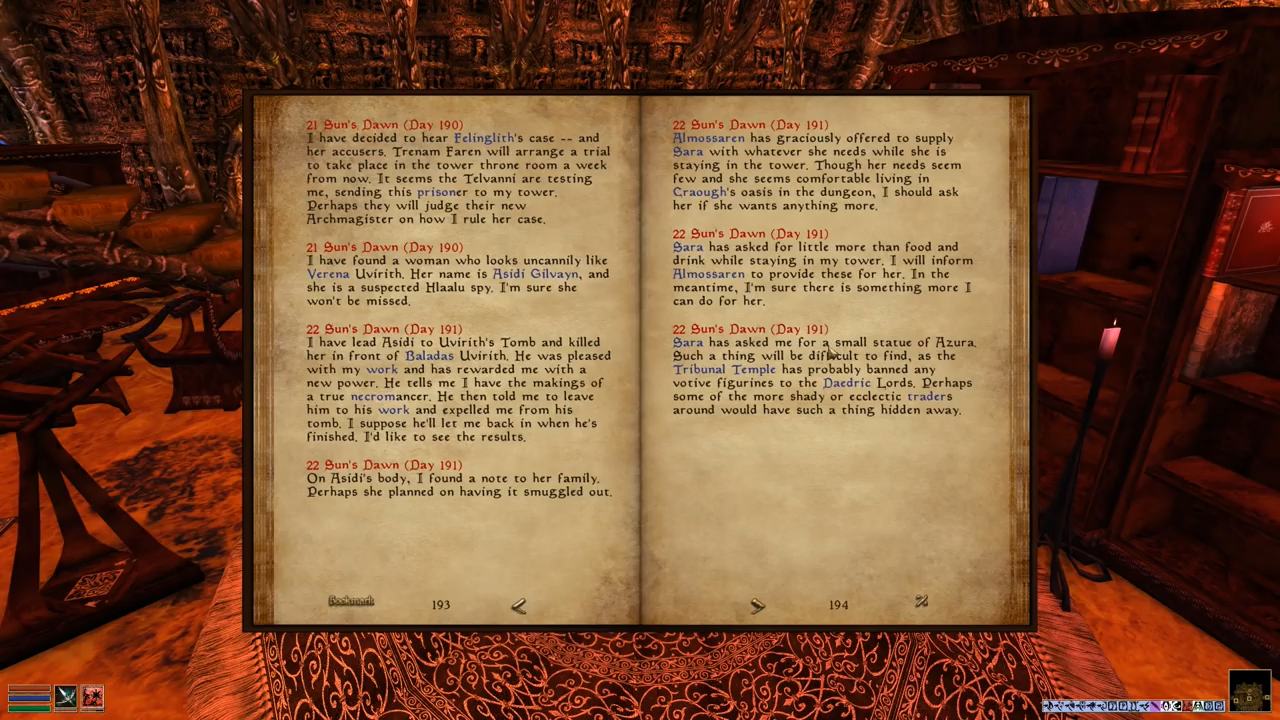 21 Sun's Dawn (Day 190)
I have decided to hear Felinglith's case -- and
her accusers. Trenam Faren will arrange a trial
to take place in the tower throne room a week
from now. It seems the Telvanni are testing
me, sending this prisoner to my tower.
Perhaps they will judge their new
Archmagister on how I rule her case.
21 Sun's Dawn (Day 190)
I have found a woman who looks uncannily like
Verena Uvirith. Her name is Asidi Gilvayn, and
she is a suspected Hlaalu spy. I'm sure she
won't be missed.
22 Sun's Dawn (Day 191)
I have lead Asidi to Uvirith's Tomb and killed
her in front of Baladas Uvirith. He was pleased
with my work and has rewarded me with a
new power. He tells me I have the makings of
a true necromancer. He then told me to leave
him to his work and expelled me from his
tomb. I suppose he'll let me back in when he's
finished. I'd like to see the results.
22 Sun's Dawn (Day 191)
On Asidi's body, I found a note to her family.
Perhaps she planned on having it smuggled out.
Bookmark
193
22 Sun's Dawn (Day 191)
Almossaren has graciously offered to supply
Sara with whatever she needs while she is
staying in the tower. Though her needs seem
few and she seems comfortable living in
Craough's oasis in the dungeon, I should ask
her if she wants anything more.
22 Sun's Dawn (Day 191)
Sara has asked for little more than food and
drink while staying in my tower. I will inform
Almossaren to provide these for her. In the
meantime, I'm sure there is something more I
can do for her.
22 Sun's Dawn (Day 191)
Sara has asked me for a small statue of Azura.
Such a thing will be difficult to find, as the
Tribunal Temple has probably banned any
votive figurines to the Daedric Lords. Perhaps
some of the more shady or ecclectic traders
around would have such a thing hidden away.
194